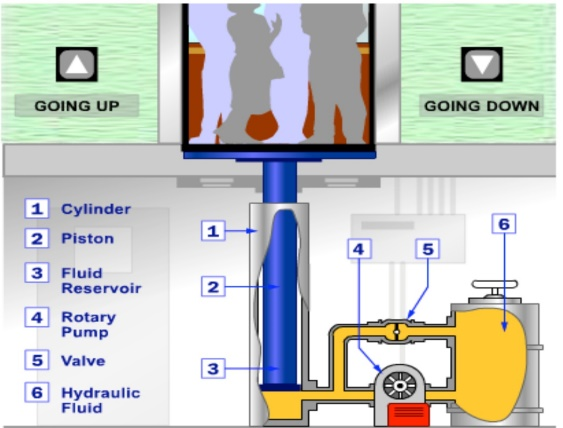 GOING UP
GOING DOWN
1 Cylinder
2 Piston
3 Fluid
Reservoir
4 Rotary
Pump
5 Valve
6 Hydraulic
Fluid
1
2
3
4
5
6